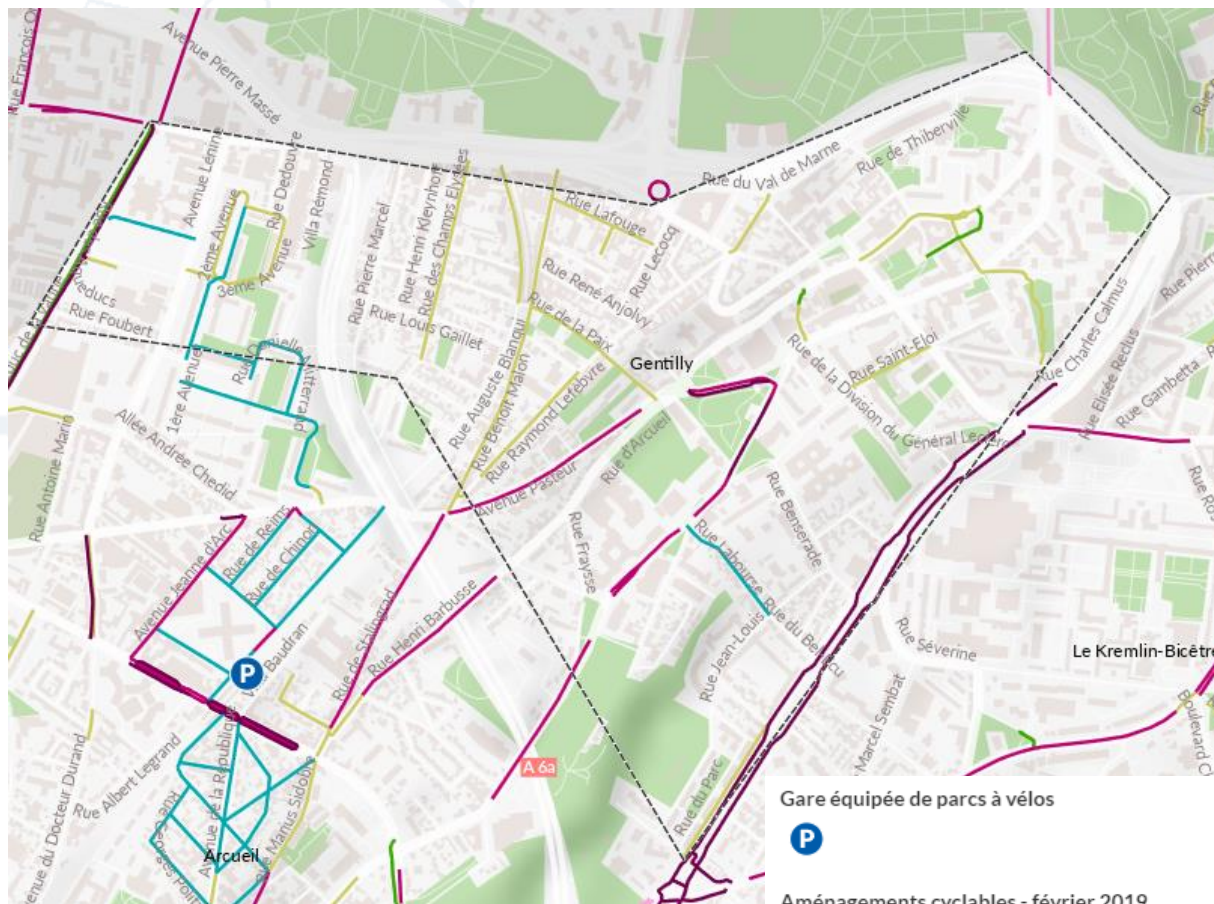 Rue François
Avenue Pierre Massé
Avenue Lénine
2ème Avenue
Rue Dedouvre
Villa Rémond
3ème Avenue
Rue Foubert
1ère Avenue
Rue Danielle Mitterrand
Allée Andrée Chedid
Rue Antoine Marin
Rue Pierre Marcel
Rue Henri Kleynhoff
Rue des Champs Elysées
Rue Louis Gaillet
Rue Lafouge
Rue Lecocq
Rue René Anjolvy
Rue de la Paix
Rue Auguste Blanqui
Rue Benoît Malon
Rue Raymond Lefebvre
Avenue Pasteur
Rue d'Arcueil
Gentilly
Rue du Val de Marne
Rue de Thiberville
Rue Saint-Eloi
Rue de la Division du Général Leclerc
Rue Charles Calmus
Rue Elisée Reclus
Rue Gambetta
Rue Pierre
Rue Benserade
Rue Frayssse
Rue Labourse
Rue du Bel Ecu
Rue Jean-Louis
Rue Séverine
Marcel Sembat
Le Kremlin-Bicêtre
Boulevard
Rue du Parc
Avenue Jeanne d'Arc
Rue de Reims
Rue de Chinon
Baudran
Rue de Stalingrad
Rue Henri Barbusse
P
A 6a
Rue Albert Legrand
venue du Docteur Durand
Avenue de la République
Rue Georges Polit
Rue Marius Sidobre
Arcueil
Gare équipée de parcs à vélos
P
Aménagements cyclables - février 2019